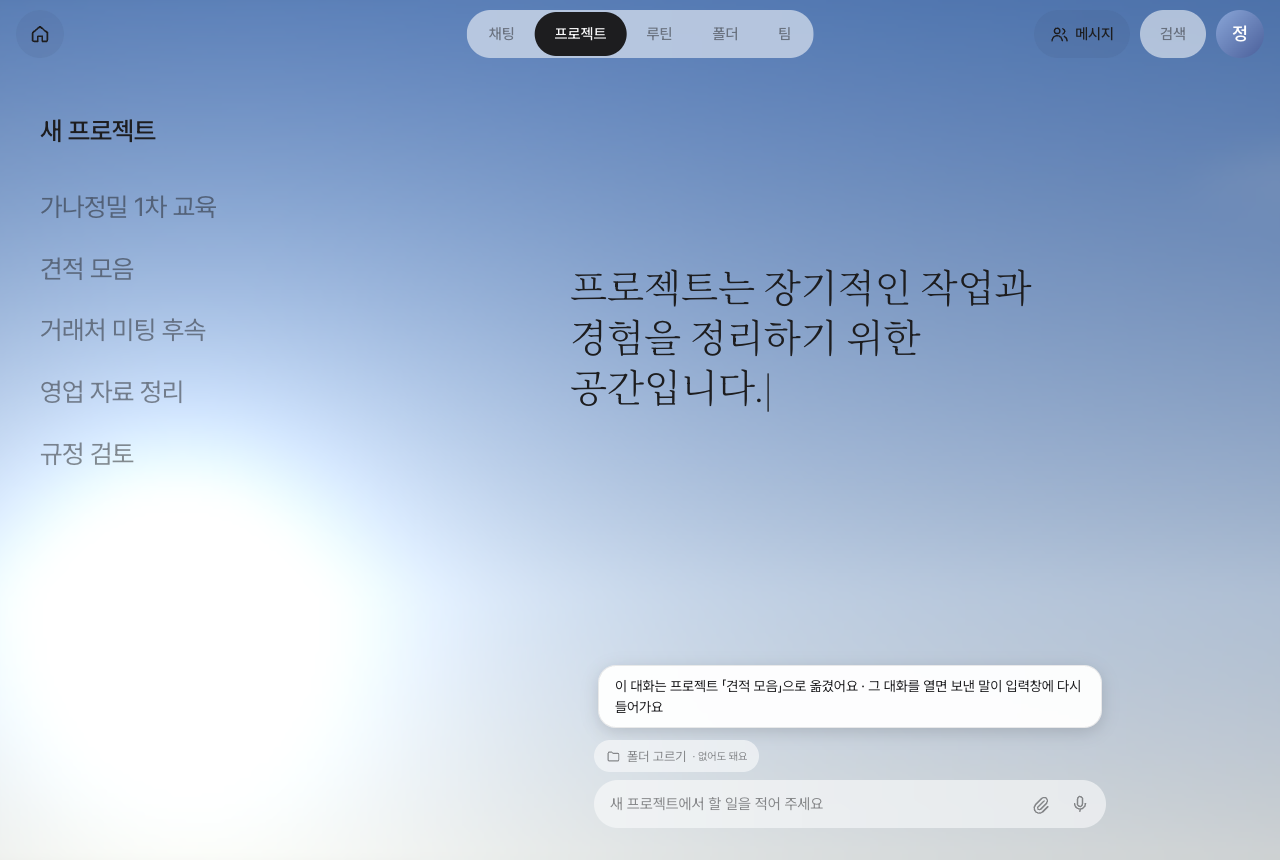 채팅
프로젝트
루틴
폴더
팀
메시지
검색
정
새 프로젝트
가나정밀 1차 교육
견적 모음
거래처 미팅 후속
영업 자료 정리
규정 검토
프로젝트는 장기적인 작업과
경험을 정리하기 위한
공간입니다.
이 대화는 프로젝트 「견적 모음」으로 옮겼어요 · 그 대화를 열면 보낸 말이 입력창에 다시
들어가요
폴더 고르기 · 없어도 돼요
새 프로젝트에서 할 일을 적어 주세요